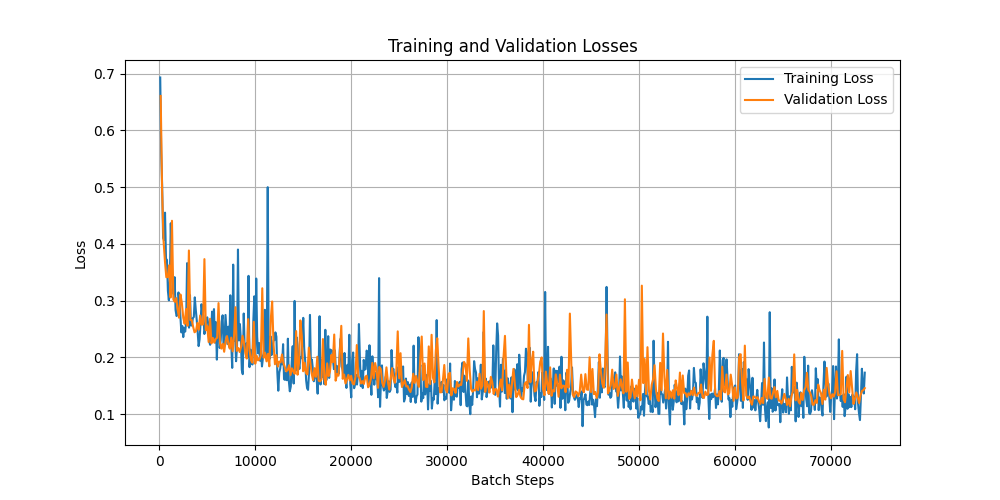 Training and Validation Losses
Training Loss
Validation Loss
0.7
0.6
0.5
0.4
0.3
0.2
0.1
Loss
0 10000 20000 30000 40000 50000 60000 70000
Batch Steps